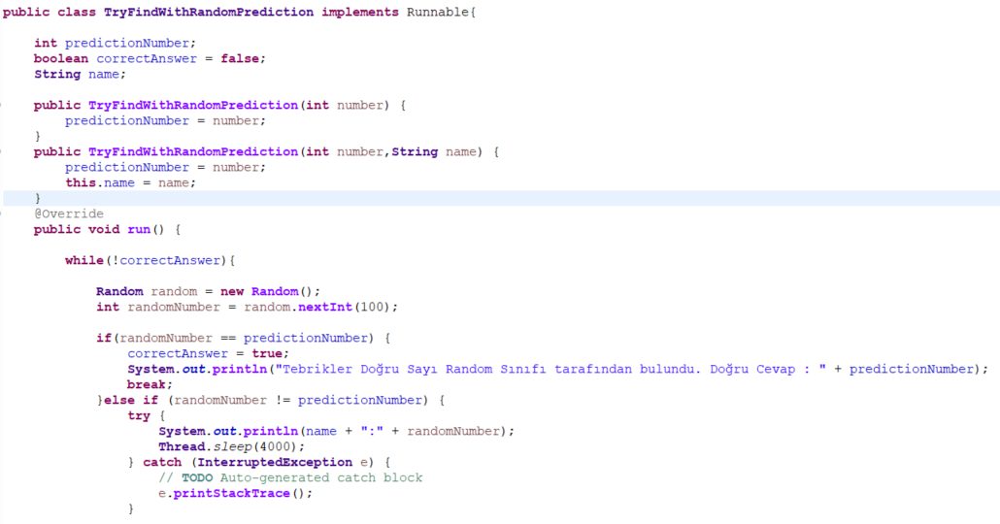 public class TryFindWithRandomPrediction implements Runnable{
int predictionNumber;
boolean correctAnswer = false;
String name;
public TryFindWithRandomPrediction(int number) {
predictionNumber = number;
}
public TryFindWithRandomPrediction(int number,String name) {
predictionNumber = number;
this.name = name;
}
@Override
public void run() {
while(!correctAnswer){
Random random = new Random();
int randomNumber = random.nextInt(100);
if(randomNumber == predictionNumber) {
correctAnswer = true;
System.out.println("Tebrikler Doğru Sayı Random Sınıfı tarafından bulundu. Doğru Cevap : " + predictionNumber);
break;
}else if (randomNumber != predictionNumber) {
try {
System.out.println(name + ":" + randomNumber);
Thread.sleep(4000);
} catch (InterruptedException e) {
// TODO Auto-generated catch block
e.printStackTrace();
}